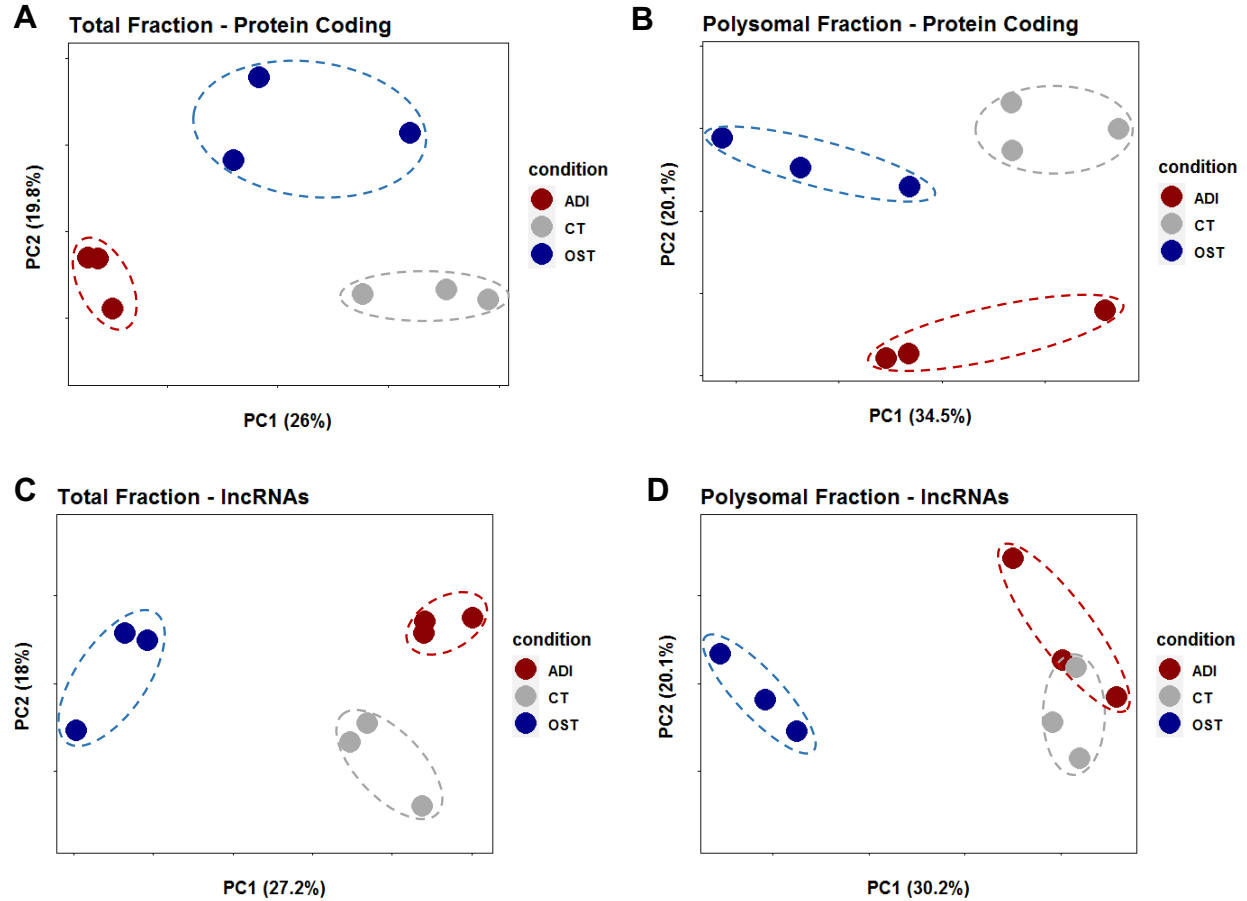 A
Total Fraction - Protein Coding
PC2 (19.8%)
PC1 (26%)
condition
ADI
CT
OST
B
Polysomal Fraction - Protein Coding
PC2 (20.1%)
PC1 (34.5%)
condition
ADI
CT
OST
C
Total Fraction - lncRNAs
PC2 (18%)
PC1 (27.2%)
condition
ADI
CT
OST
D
Polysomal Fraction - lncRNAs
PC2 (20.1%)
PC1 (30.2%)
condition
ADI
CT
OST